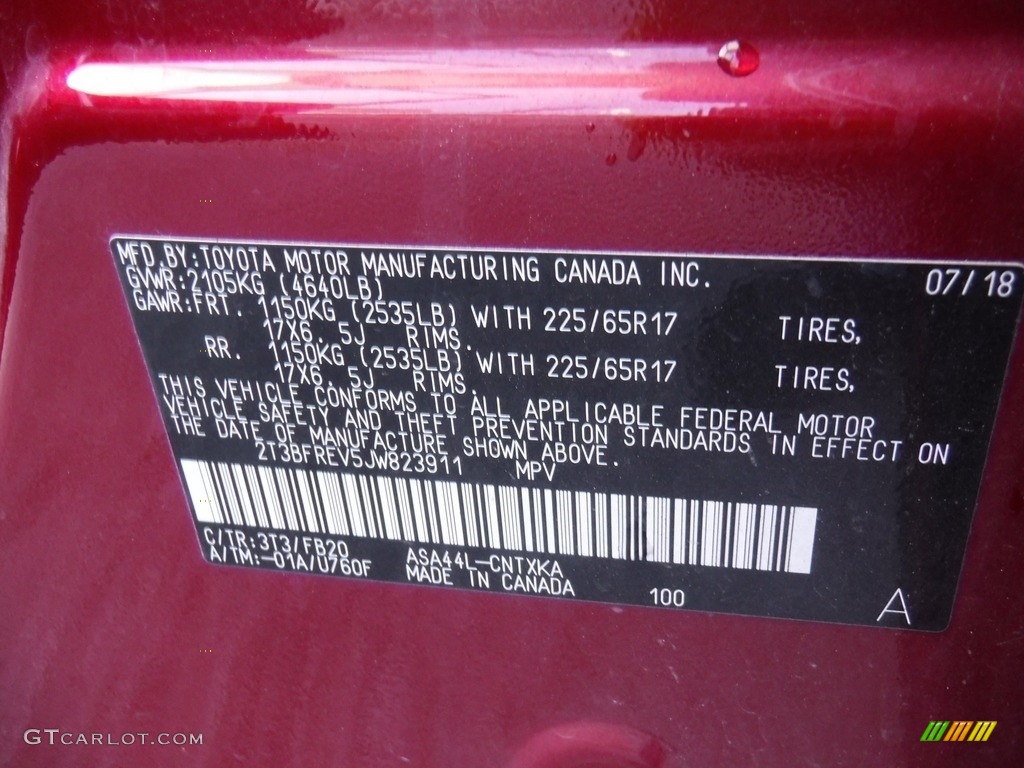 MFD.BY:TOYOTA MOTOR MANUFACTURING CANADA INC. 07/18
GVWR:2105KG (4640LB)
GAWR:FRT. 1150KG (2535LB) WITH 225/65R17 TIRES,
17X6. 5J RIMS.
RR. 1150KG (2535LB) WITH 225/65R17 TIRES,
17X6. 5J RIMS.
THIS VEHICLE CONFORMS TO ALL APPLICABLE FEDERAL MOTOR
VEHICLE SAFETY AND THEFT PREVENTION STANDARDS IN EFFECT ON
THE DATE OF MANUFACTURE SHOWN ABOVE.
2T3BFREV5JW823911 MPV
C/TR:3T3/FB20 ASA44L-CNTXKA
A/TM:-01A/U760F MADE IN CANADA 100 A
GTCARLOT.COM